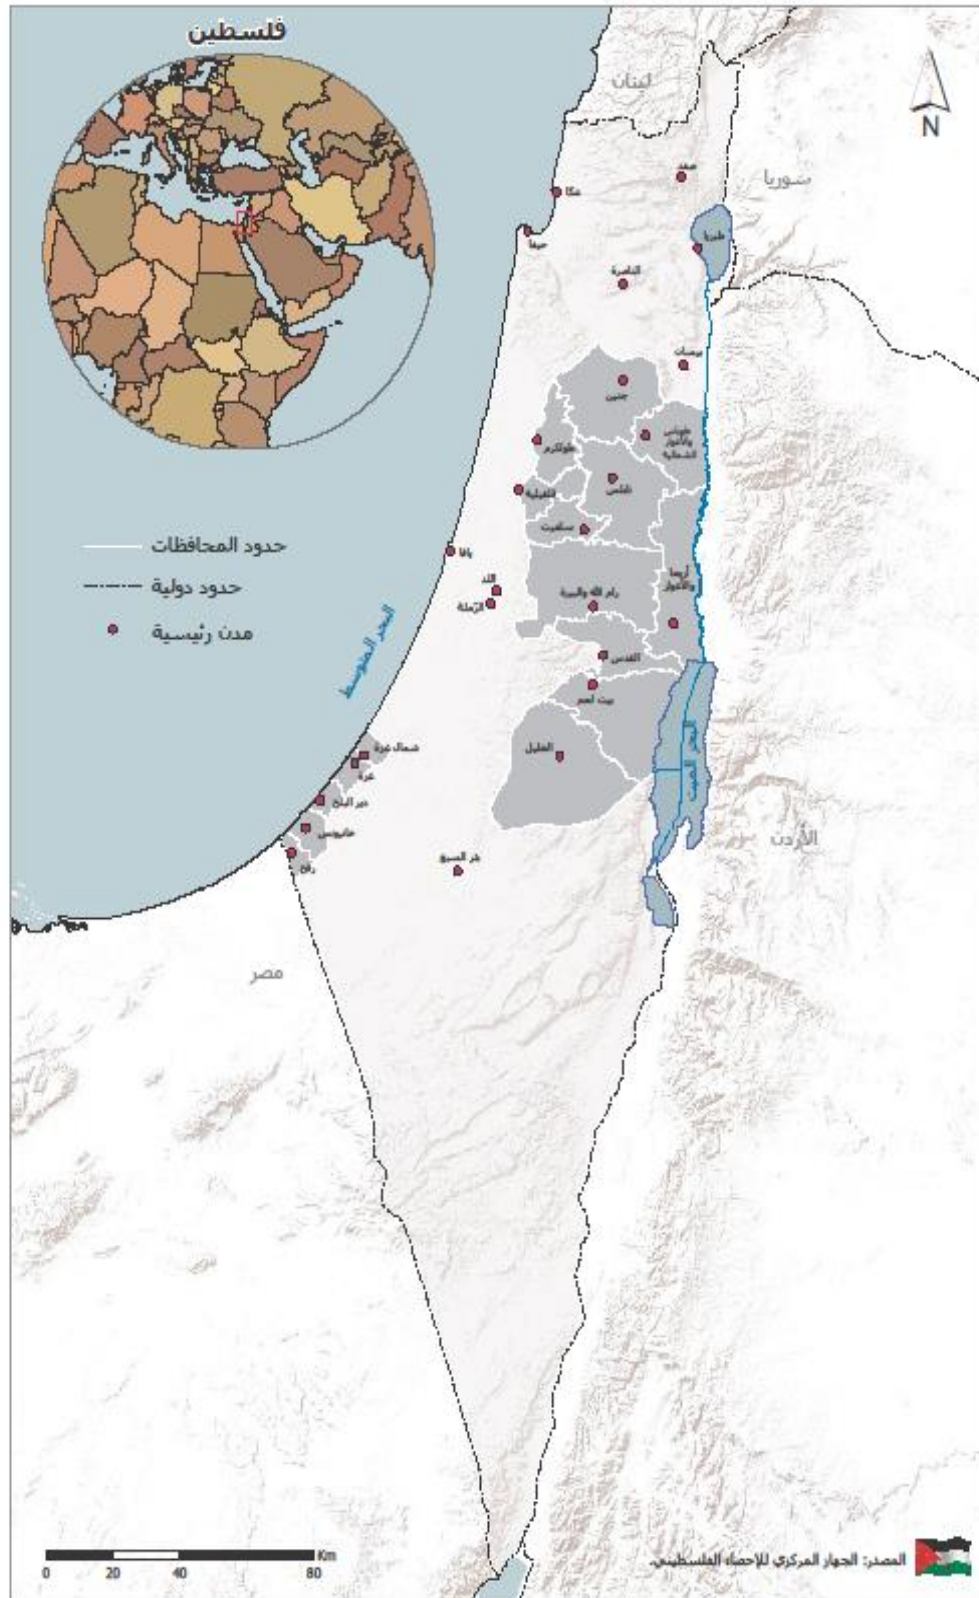 فلسطين
لبنان
N
سوريا
صفد
عكا
طبريا
حيفا
الناصرة
بيسان
جنين
طوباس
والأغوار
الشمالية
طولكرم
نابلس
قلقيلية
سلفيت
حدود المحافظات
حدود دولية
مدن رئيسية
يافا
اللد
الرملة
أريحا
والأغوار
رام الله والبيرة
القدس
بيت لحم
البحر المتوسط
الخليل
البحر الميت
شمال غزة
غزة
دير البلح
خانيونس
رفح
بئر السبع
الأردن
مصر
Km
0 20 40 80
المصدر: الجهاز المركزي للإحصاء الفلسطيني.